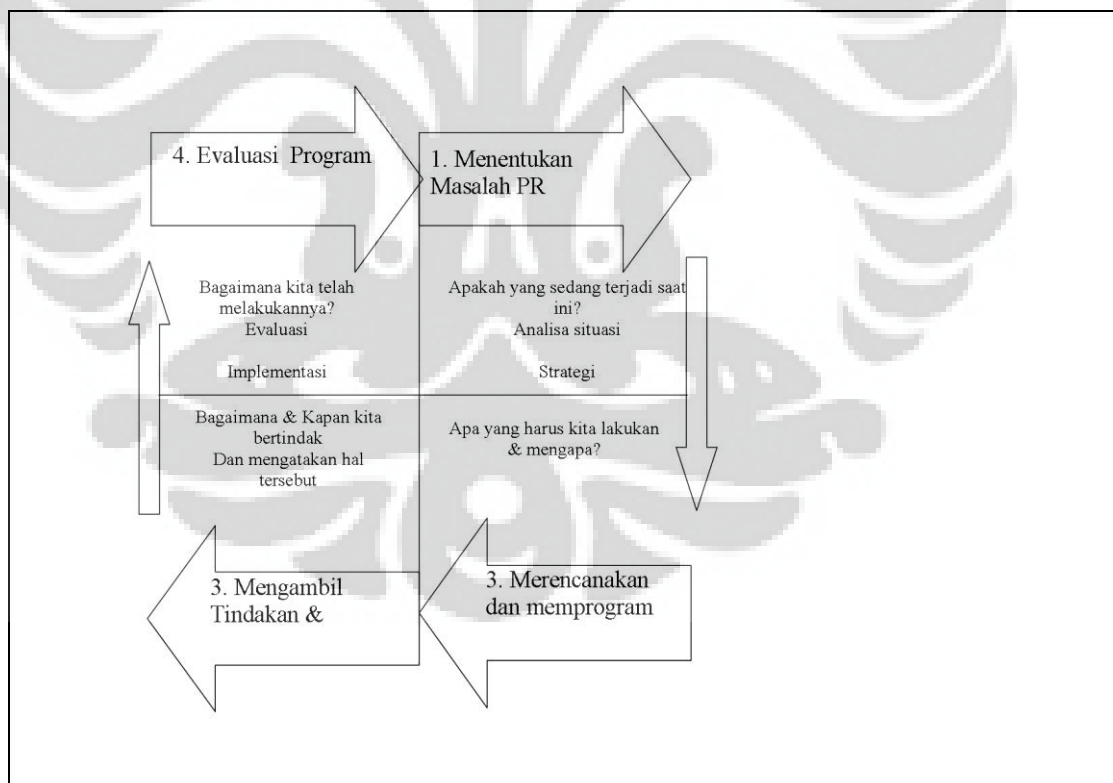 4. Evaluasi Program
1. Menentukan
Masalah PR
Bagaimana kita telah
melakukannya?
Evaluasi
Implementasi
Apakah yang sedang terjadi saat
ini?
Analisa situasi
Strategi
Bagaimana & Kapan kita
bertindak
Dan mengatakan hal
tersebut
Apa yang harus kita lakukan
& mengapa?
3. Mengambil
Tindakan &
3. Merencanakan
dan memprogram